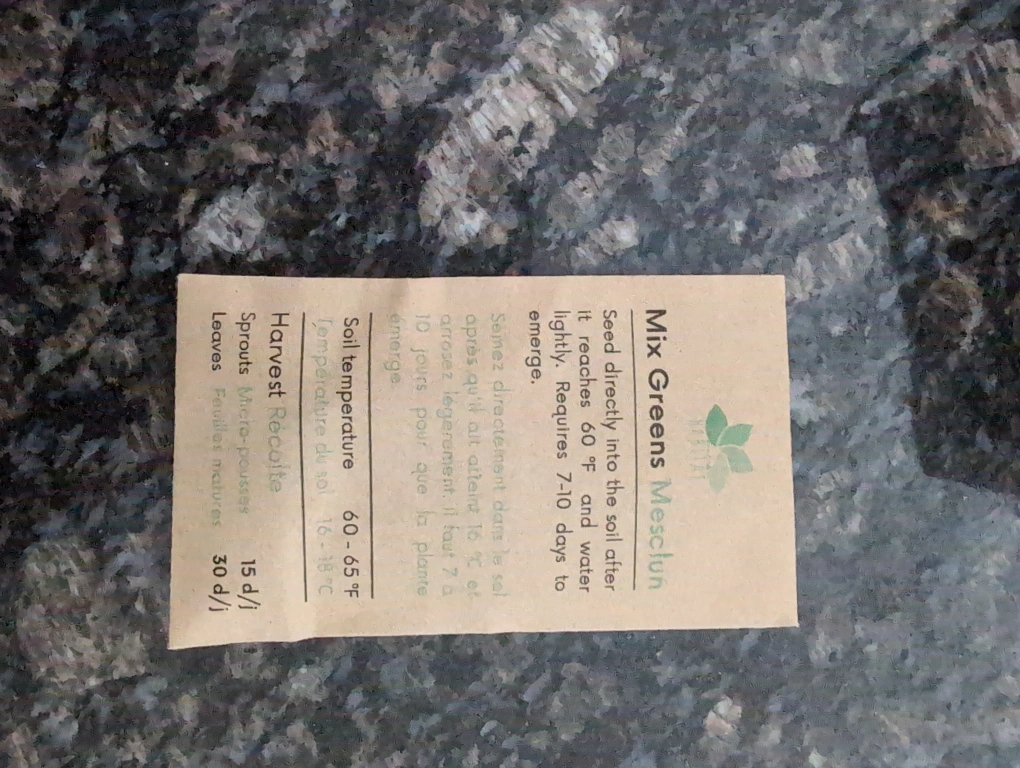 Mix Greens Mesclun
Seed directly into the soil after
it reaches 60 °F and water
lightly. Requires 7-10 days to
emerge.
Semez directement dans le sol
après qu'il ait atteint 16 °C et
arrosez légèrement, il faut 7 à
10 jours pour que la plante
émerge.
Soil temperature 60 - 65 °F
Température du sol 16 - 18 °C
Harvest Récolte
Sprouts Micro-pousses 15 d/j
Leaves Feuilles matures 30 d/j